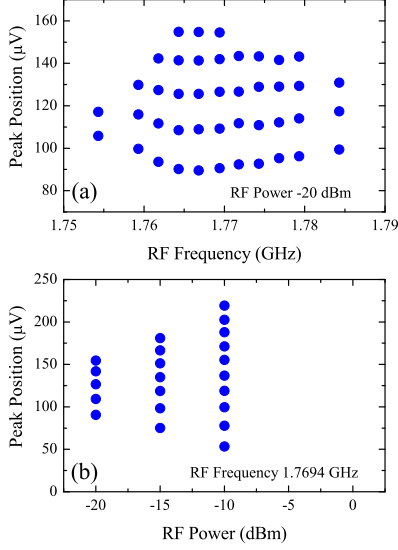 160
140
120
100
80
Peak Position (µV)
(a)
RF Power -20 dBm
1.75
1.76
1.77
1.78
1.79
RF Frequency (GHz)
250
200
150
100
50
0
Peak Position (µV)
(b)
RF Frequency 1.7694 GHz
-20
-15
-10
-5
0
RF Power (dBm)